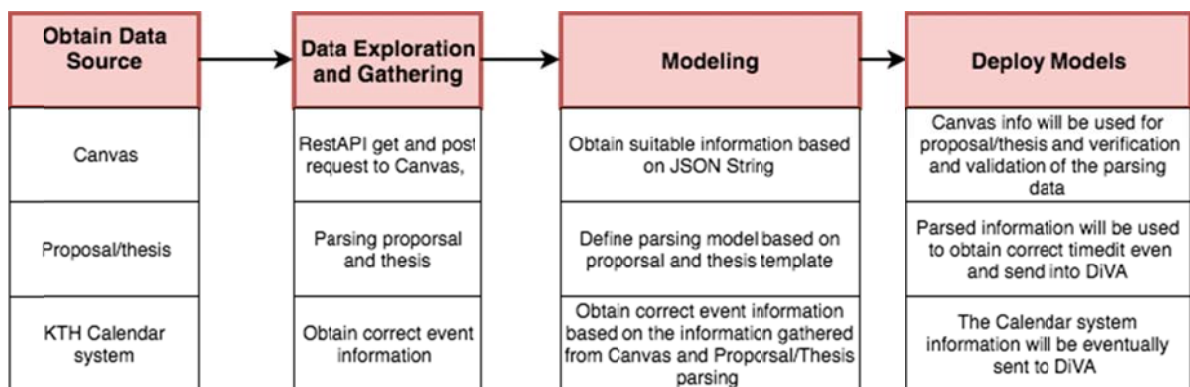 Obtain Data
Source
Data Exploration
and Gathering
Modeling
Deploy Models
Canvas
RestAPI get and post
request to Canvas,
Obtain suitable information based
on JSON String
Canvas info will be used for
proposal/thesis and verification
and validation of the parsing
data
Proposal/thesis
Parsing proporsal
and thesis
Define parsing model based on
proporsal and thesis template
Parsed information will be used
to obtain correct timedit even
and send into DiVA
KTH Calendar
system
Obtain correct event
information
Obtain correct event information
based on the information gathered
from Canvas and Proporsal/Thesis
parsing
The Calendar system
information will be eventually
sent to DiVA